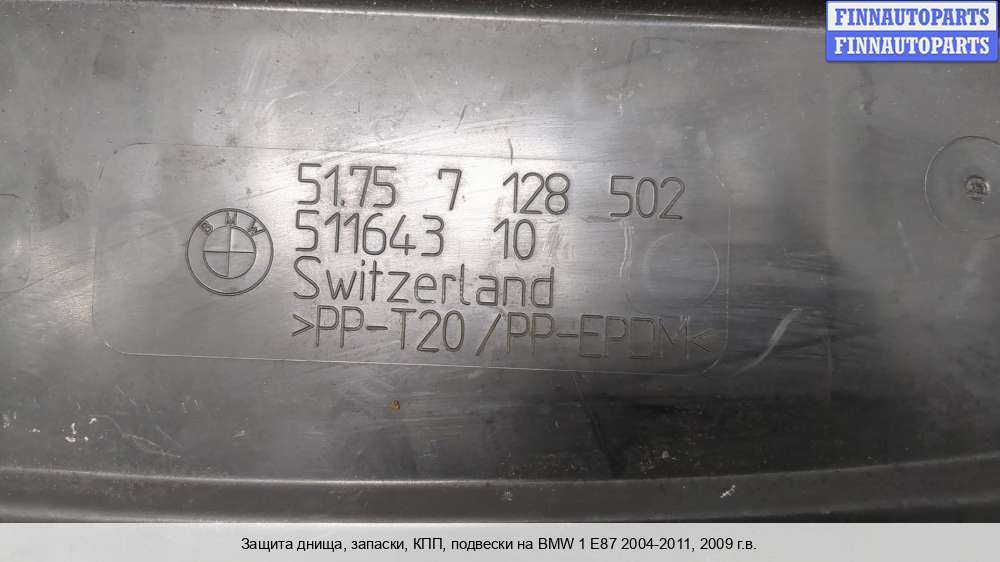 FINNAUTOPARTS
FINNAUTOPARTS
51.75 7 128 502
BMW
511643 10
Switzerland
>PP-T20/PP-EPDM<
Защита днища, запаски, КПП, подвески на BMW 1 E87 2004-2011, 2009 г.в.